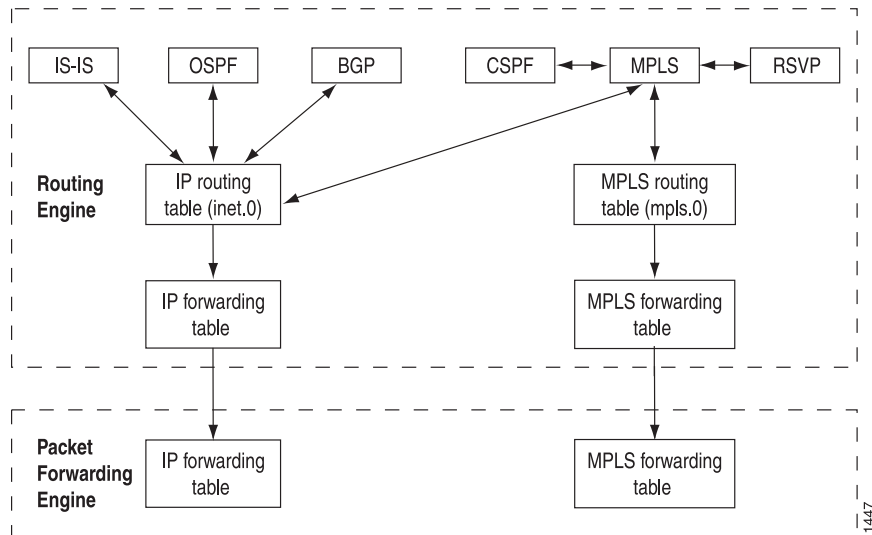 IS-IS
OSPF
BGP
CSPF
MPLS
RSVP
Routing
Engine
IP routing
table (inet.0)
MPLS routing
table (mpls.0)
IP forwarding
table
MPLS forwarding
table
Packet
Forwarding
Engine
IP forwarding
table
MPLS forwarding
table
1447